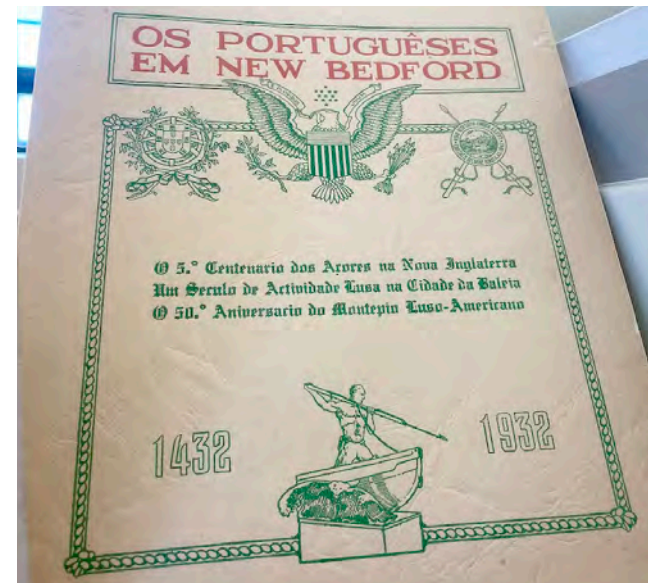 OS PORTUGUÊSES
EM NEW BEDFORD
O 5.º Centenario dos Açores na Nova Inglaterra
Um Seculo de Actividade Lusa na Cidade da Baleia
O 50.º Aniversario do Montepio Luso-Americano
1432
1932